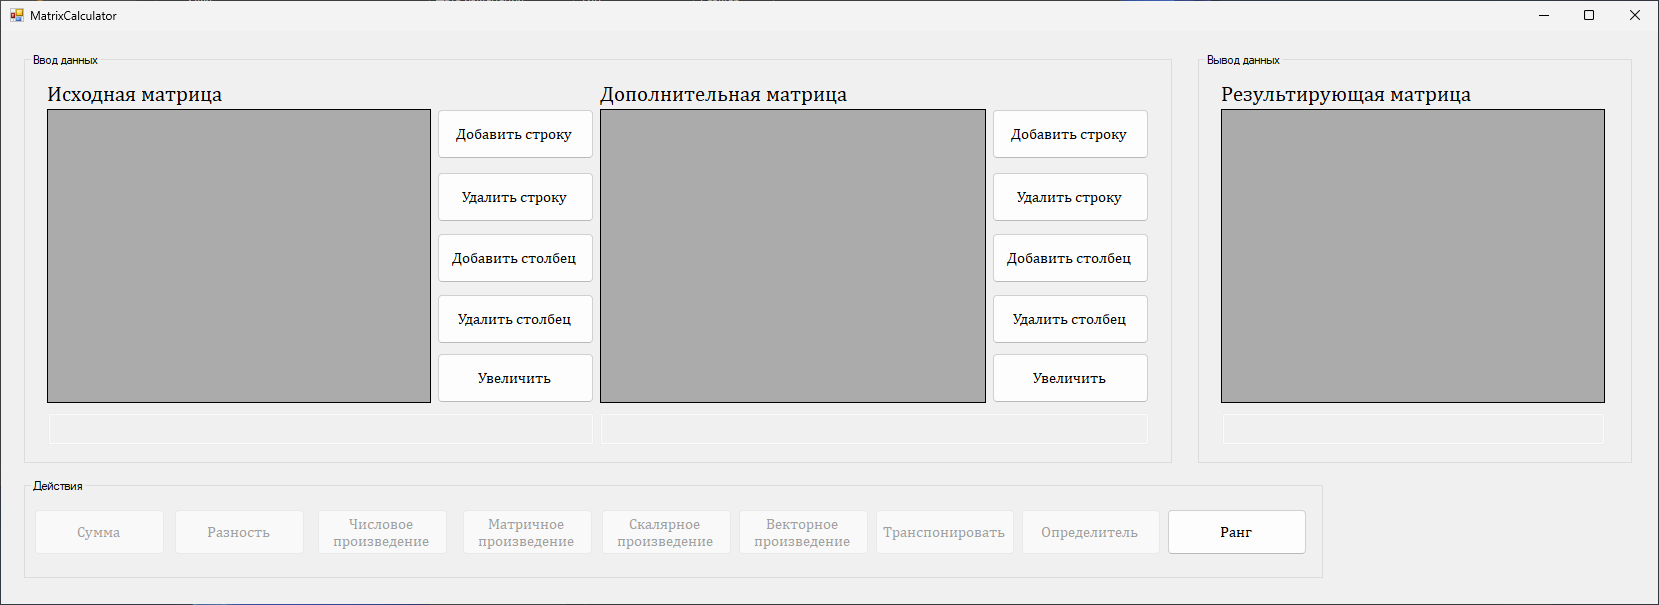 MatrixCalculator
Ввод данных
Исходная матрица
Добавить строку
Удалить строку
Добавить столбец
Удалить столбец
Увеличить
Дополнительная матрица
Добавить строку
Удалить строку
Добавить столбец
Удалить столбец
Увеличить
Вывод данных
Результирующая матрица
Действия
Сумма
Разность
Числовое
произведение
Матричное
произведение
Скалярное
произведение
Векторное
произведение
Транспонировать
Определитель
Ранг